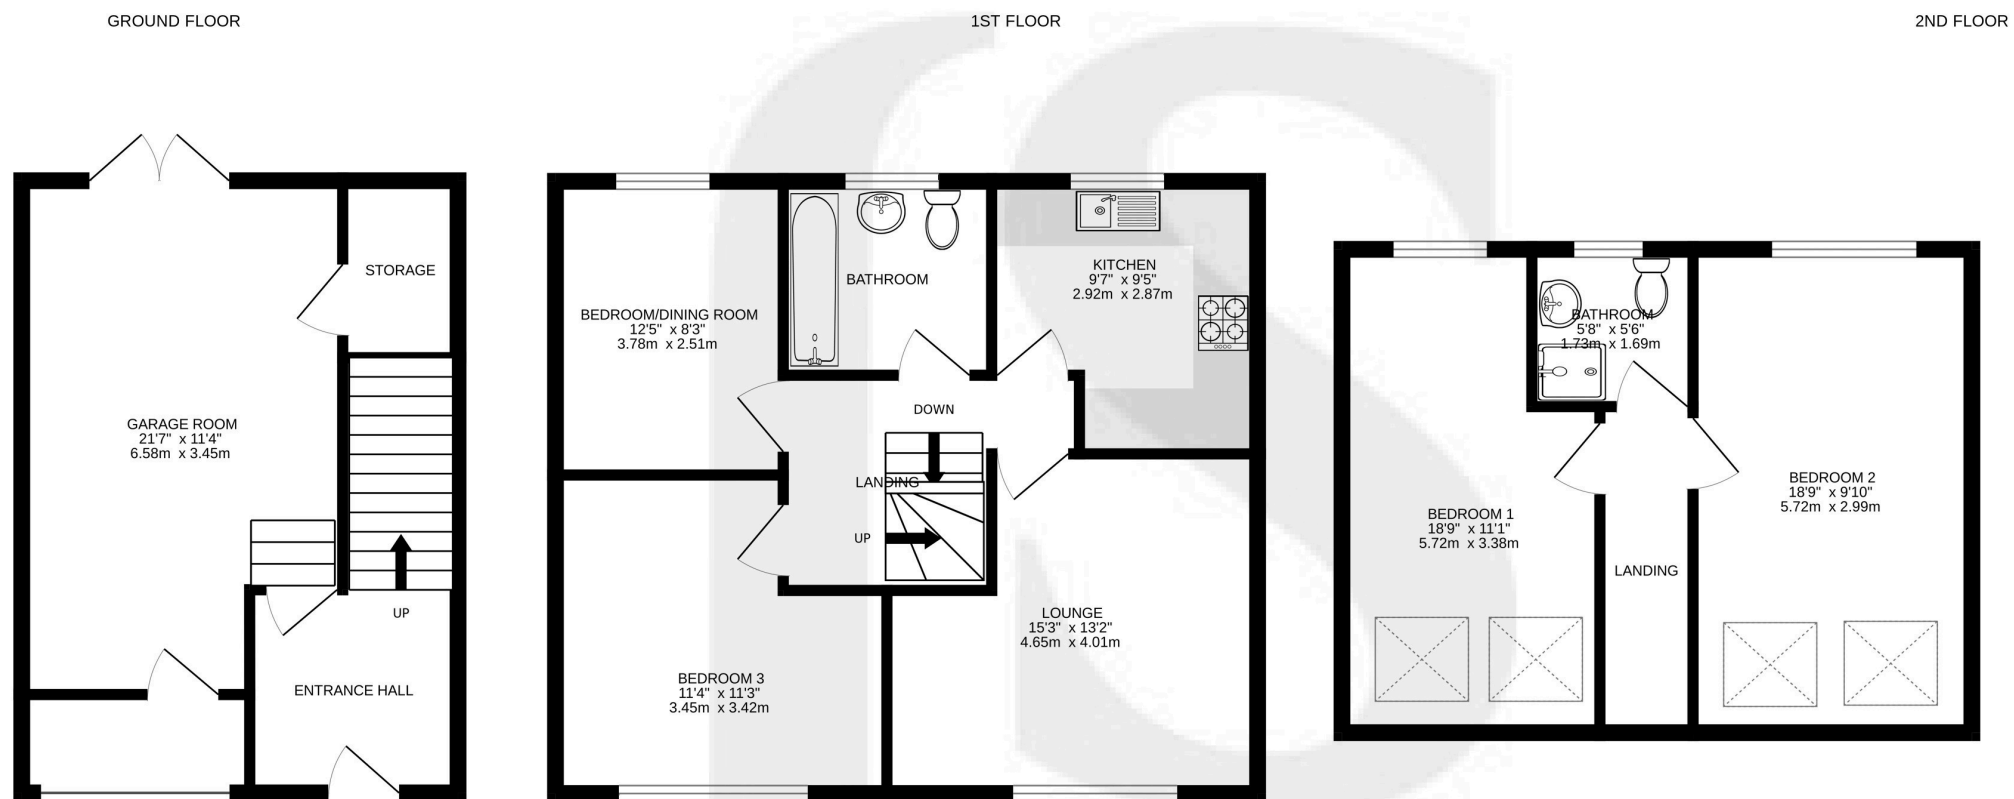 GROUND FLOOR
STORAGE
GARAGE ROOM
21'7" x 11'4"
6.58m x 3.45m
UP
ENTRANCE HALL
1ST FLOOR
BEDROOM/DINING ROOM
12'5" x 8'3"
3.78m x 2.51m
BATHROOM
KITCHEN
9'7" x 9'5"
2.92m x 2.87m
DOWN
LANDING
UP
LOUNGE
15'3" x 13'2"
4.65m x 4.01m
BEDROOM 3
11'4" x 11'3"
3.45m x 3.42m
2ND FLOOR
BATHROOM
5'8" x 5'6"
1.73m x 1.69m
BEDROOM 1
18'9" x 11'1"
5.72m x 3.38m
BEDROOM 2
18'9" x 9'10"
5.72m x 2.99m
LANDING